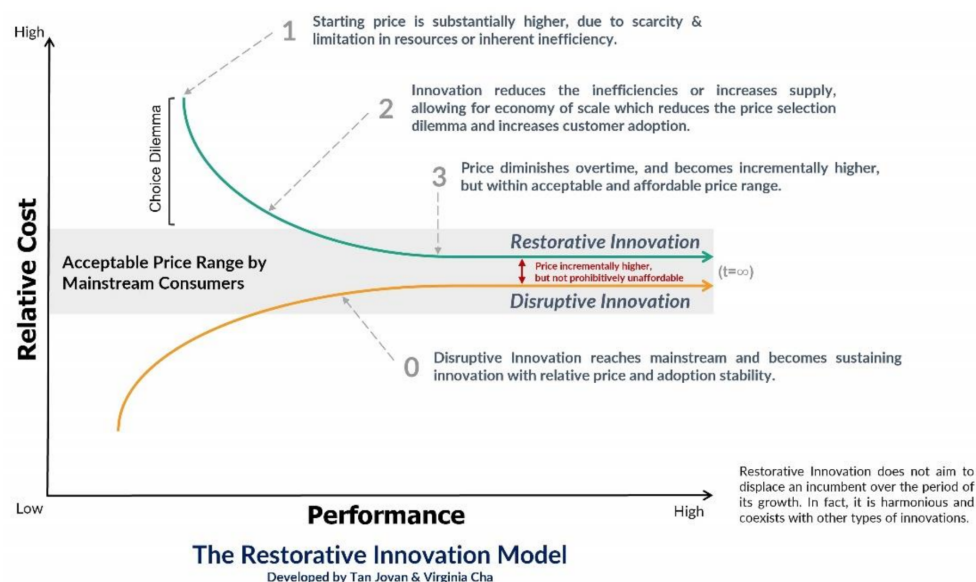 High
1
Starting price is substantially higher, due to scarcity &
limitation in resources or inherent inefficiency.
2
Innovation reduces the inefficiencies or increases supply,
allowing for economy of scale which reduces the price selection
dilemma and increases customer adoption.
Choice Dilemma
3
Price diminishes overtime, and becomes incrementally higher,
but within acceptable and affordable price range.
Relative Cost
Acceptable Price Range by
Mainstream Consumers
Restorative Innovation
Price incrementally higher,
but not prohibitively unaffordable
(t=∞)
Disruptive Innovation
0
Disruptive Innovation reaches mainstream and becomes sustaining
innovation with relative price and adoption stability.
Restorative Innovation does not aim to
displace an incumbent over the period of
its growth. In fact, it is harmonious and
coexists with other types of innovations.
Low
Performance
High
The Restorative Innovation Model
Developed by Tan Jovan & Virginia Cha